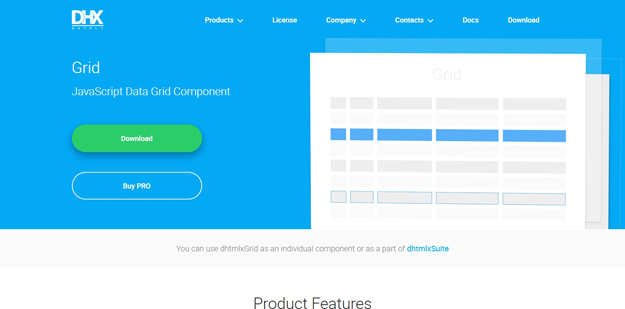 DHX
DHTMLX
Products
License
Company
Contacts
Docs
Download
Grid
JavaScript Data Grid Component
Download
Buy PRO
Grid
You can use dhtmlxGrid as an individual component or as a part of dhtmlxSuite
Product Features